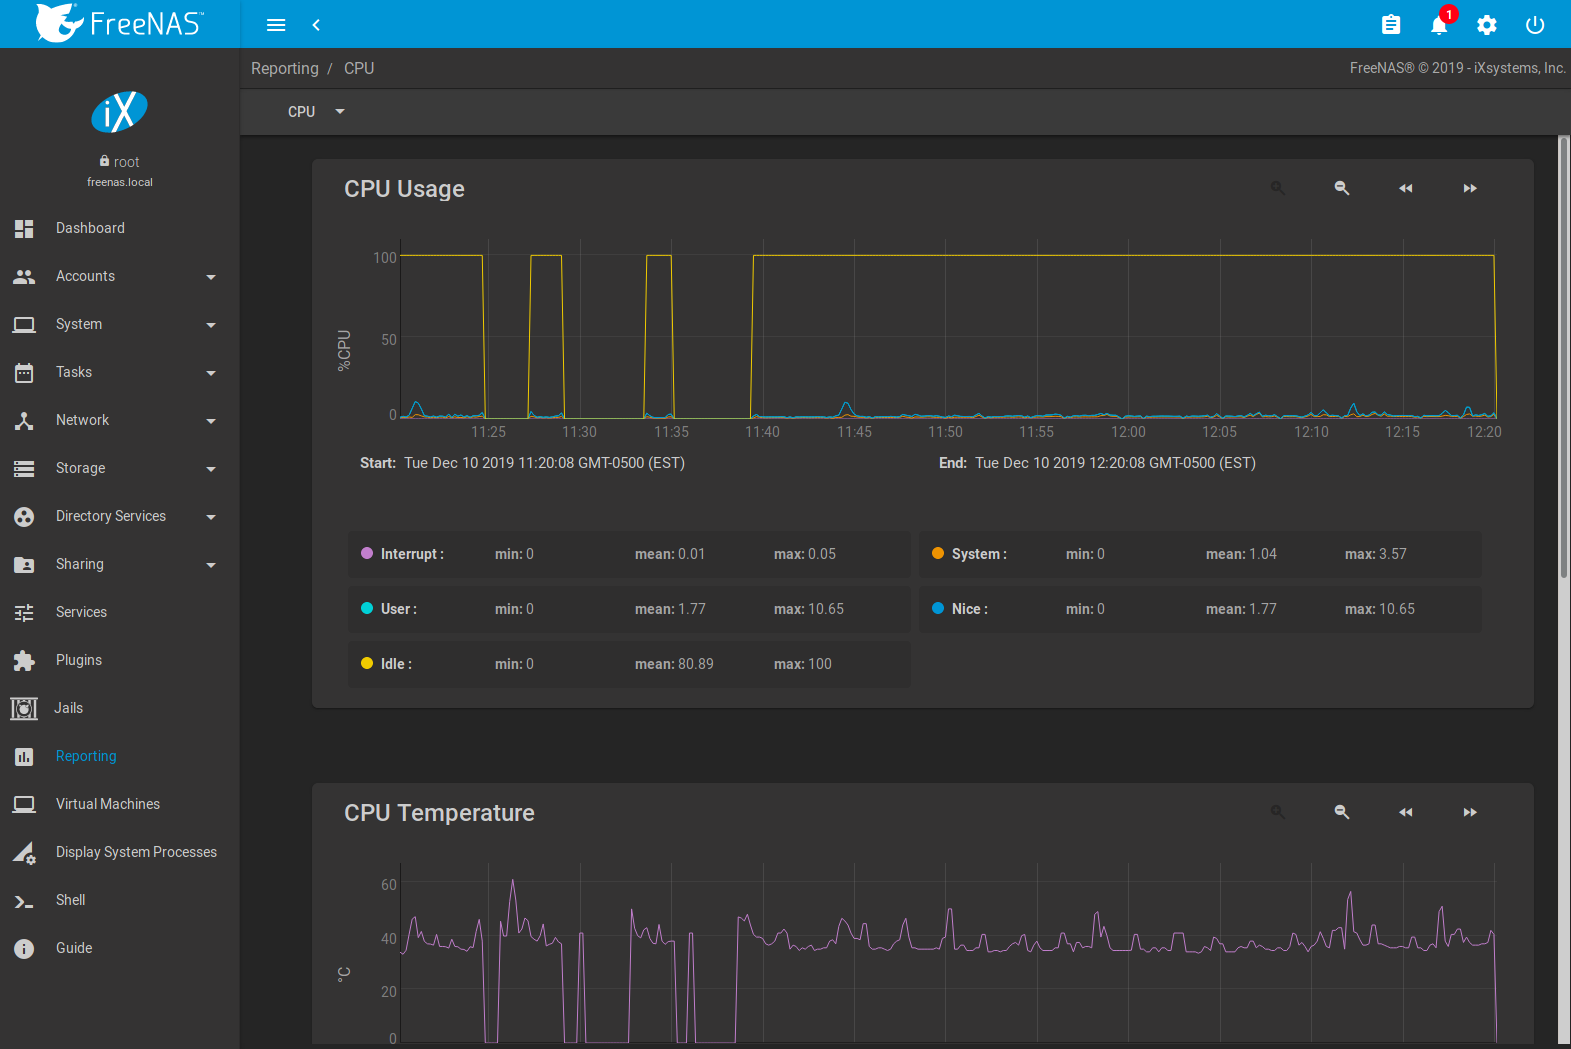 FreeNAS™
1
Reporting / CPU
FreeNAS® © 2019 - iXsystems, Inc.
CPU
iX
root
freenas.local
Dashboard
Accounts
System
Tasks
Network
Storage
Directory Services
Sharing
Services
Plugins
Jails
Reporting
Virtual Machines
Display System Processes
Shell
Guide
CPU Usage
100
50
0
%CPU
11:25 11:30 11:35 11:40 11:45 11:50 11:55 12:00 12:05 12:10 12:15 12:20
Start: Tue Dec 10 2019 11:20:08 GMT-0500 (EST) End: Tue Dec 10 2019 12:20:08 GMT-0500 (EST)
Interrupt : min: 0 mean: 0.01 max: 0.05
System : min: 0 mean: 1.04 max: 3.57
User : min: 0 mean: 1.77 max: 10.65
Nice : min: 0 mean: 1.77 max: 10.65
Idle : min: 0 mean: 80.89 max: 100
CPU Temperature
60
40
20
0
°C